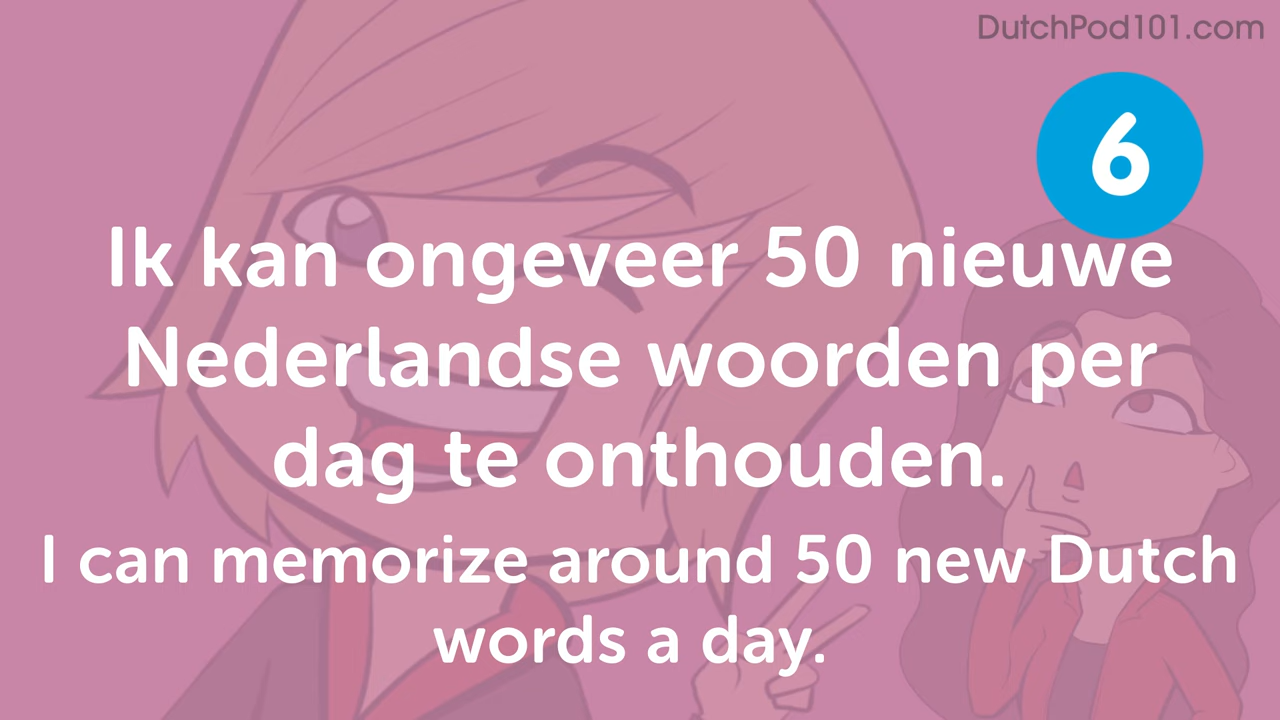 DutchPod101.com
6
Ik kan ongeveer 50 nieuwe
Nederlandse woorden per
dag te onthouden.
I can memorize around 50 new Dutch
words a day.